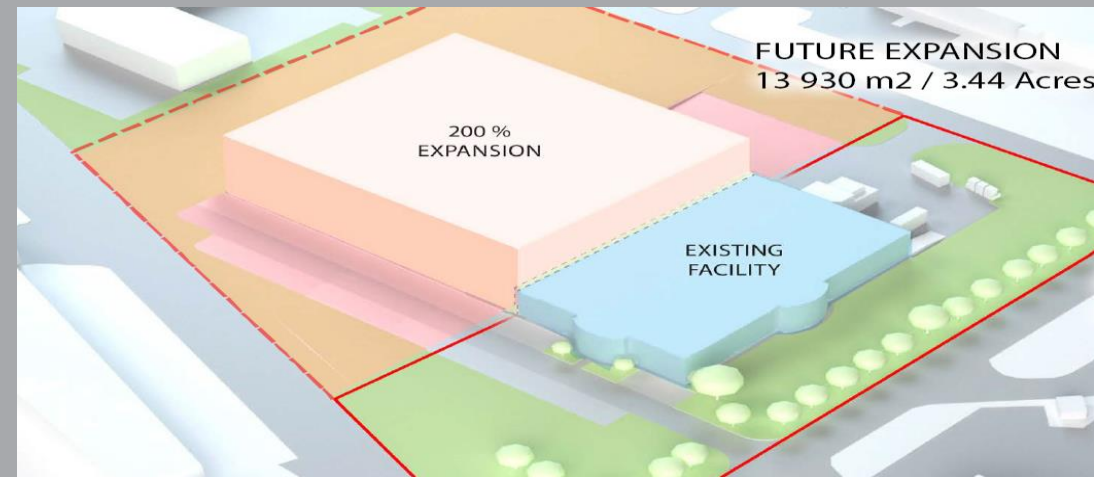 FUTURE EXPANSION
13 930 m2 / 3.44 Acres
200 %
EXPANSION
EXISTING
FACILITY